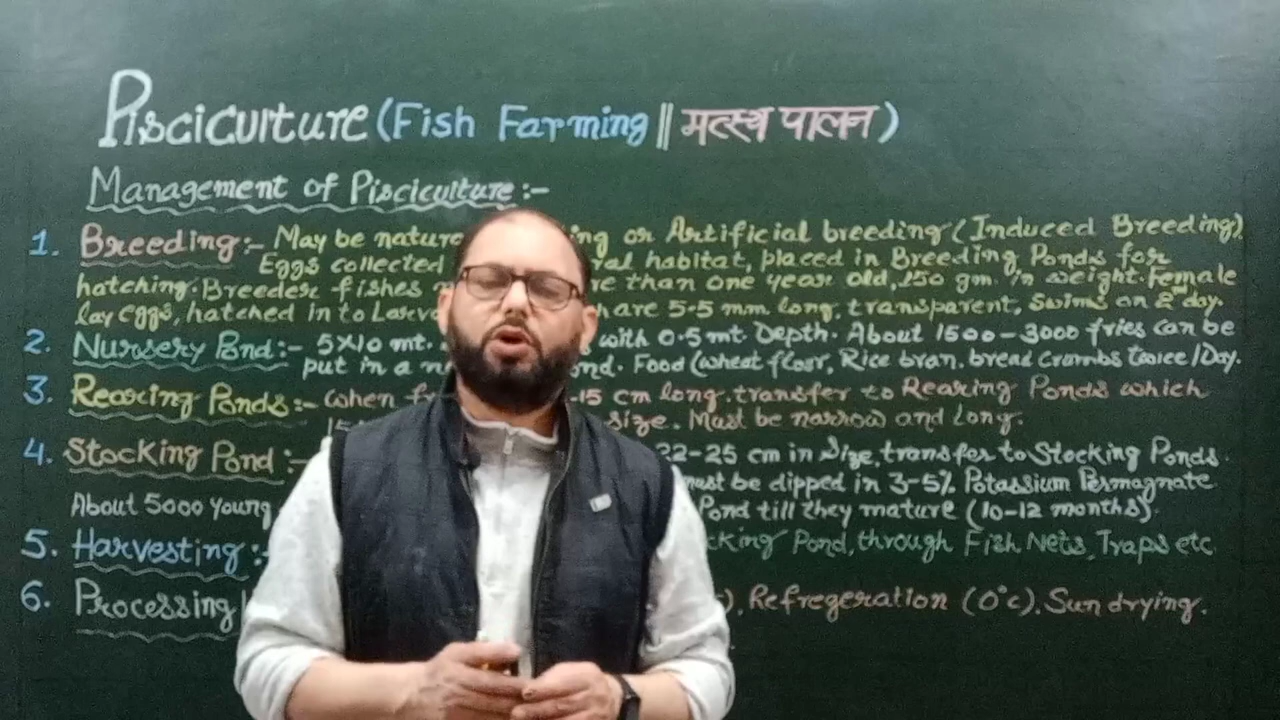 Pisciculture (Fish Farming || मत्स्थ पालन)
Management of Pisciculture :-
1. Breeding :- May be nature ing or Artificial breeding (Induced Breeding)
Eggs collected ral habitat, placed in Breeding Ponds for
hatching. Breeder fishes re than one year old, 150 gm. in weight. Female
lay eggs, hatched in to Larv are 5.5 mm long, transparent, Swims on 2nd day.
2. Nursery Pond :- 5x10 mt. with 0.5 mt. Depth. About 1500-3000 fries can be
put in a n ond. Food (wheat flour, Rice bran. bread Crambs twice/Day.
3. Rearing Ponds :- When f -15 cm long. transfer to Rearing Ponds which
15 size. Must be narrow and Long.
4. Stocking Pond :- 22-25 cm in Size, transfer to Stocking Ponds.
must be dipped in 3-5% Potassium Permagnate
About 5000 young Pond till they mature (10-12 months).
5. Harvesting :- cking Pond, through Fish Nets, Traps etc.
6. Processing | ), Refregeration (0°c), Sun drying.